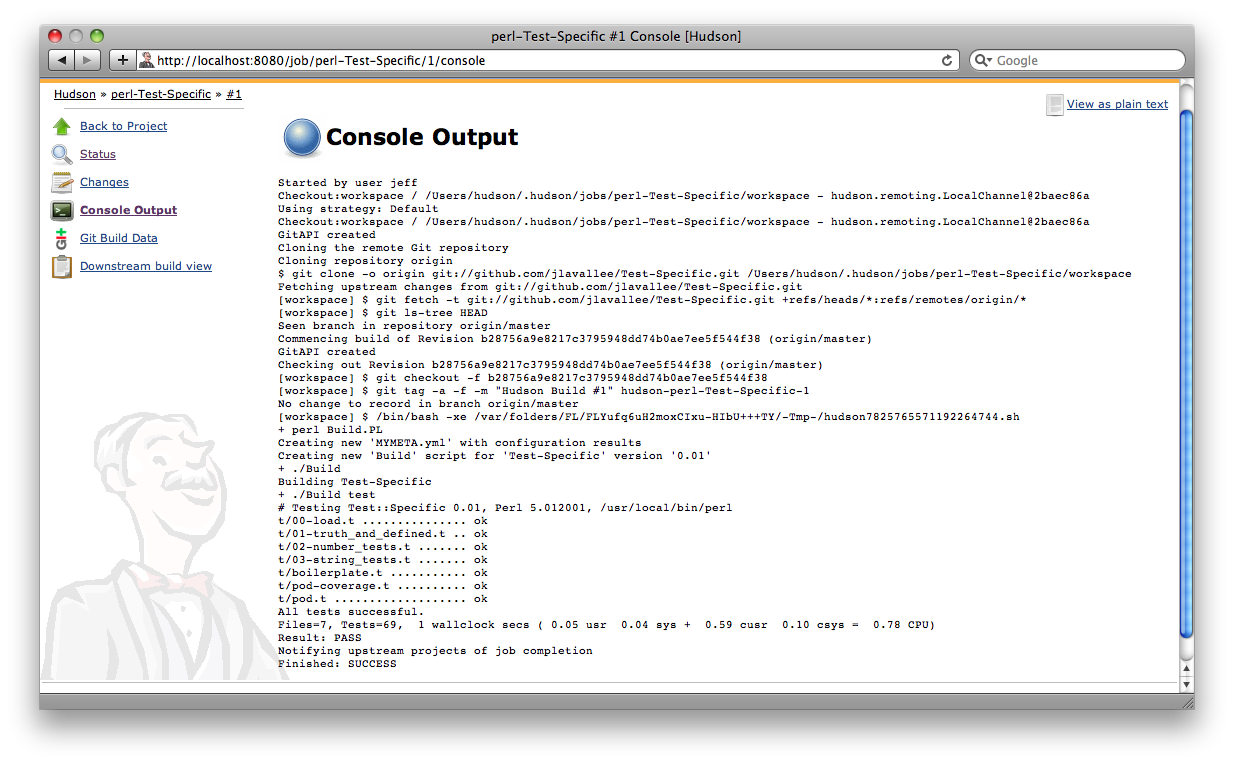 perl-Test-Specific #1 Console [Hudson]
http://localhost:8080/job/perl-Test-Specific/1/console
Google
Hudson » perl-Test-Specific » #1
View as plain text
Back to Project
Status
Changes
Console Output
Git Build Data
Downstream build view
Console Output
Started by user jeff
Checkout:workspace / /Users/hudson/.hudson/jobs/perl-Test-Specific/workspace - hudson.remoting.LocalChannel@2baec86a
Using strategy: Default
Checkout:workspace / /Users/hudson/.hudson/jobs/perl-Test-Specific/workspace - hudson.remoting.LocalChannel@2baec86a
GitAPI created
Cloning the remote Git repository
Cloning repository origin
$ git clone -o origin git://github.com/jlavallee/Test-Specific.git /Users/hudson/.hudson/jobs/perl-Test-Specific/workspace
Fetching upstream changes from git://github.com/jlavallee/Test-Specific.git
[workspace] $ git fetch -t git://github.com/jlavallee/Test-Specific.git +refs/heads/*:refs/remotes/origin/*
[workspace] $ git ls-tree HEAD
Seen branch in repository origin/master
Commencing build of Revision b28756a9e8217c3795948dd74b0ae7ee5f544f38 (origin/master)
GitAPI created
Checking out Revision b28756a9e8217c3795948dd74b0ae7ee5f544f38 (origin/master)
[workspace] $ git checkout -f b28756a9e8217c3795948dd74b0ae7ee5f544f38
[workspace] $ git tag -a -f -m "Hudson Build #1" hudson-perl-Test-Specific-1
No change to record in branch origin/master
[workspace] $ /bin/bash -xe /var/folders/FL/FLYufq6uH2moxCIxu-HIbU+++TY/-Tmp-/hudson7825765571192264744.sh
+ perl Build.PL
Creating new 'MYMETA.yml' with configuration results
Creating new 'Build' script for 'Test-Specific' version '0.01'
+ ./Build
Building Test-Specific
+ ./Build test
# Testing Test::Specific 0.01, Perl 5.012001, /usr/local/bin/perl
t/00-load.t ............... ok
t/01-truth_and_defined.t .. ok
t/02-number_tests.t ....... ok
t/03-string_tests.t ....... ok
t/boilerplate.t ........... ok
t/pod-coverage.t .......... ok
t/pod.t ................... ok
All tests successful.
Files=7, Tests=69,  1 wallclock secs ( 0.05 usr  0.04 sys +  0.59 cusr  0.10 csys =  0.78 CPU)
Result: PASS
Notifying upstream projects of job completion
Finished: SUCCESS